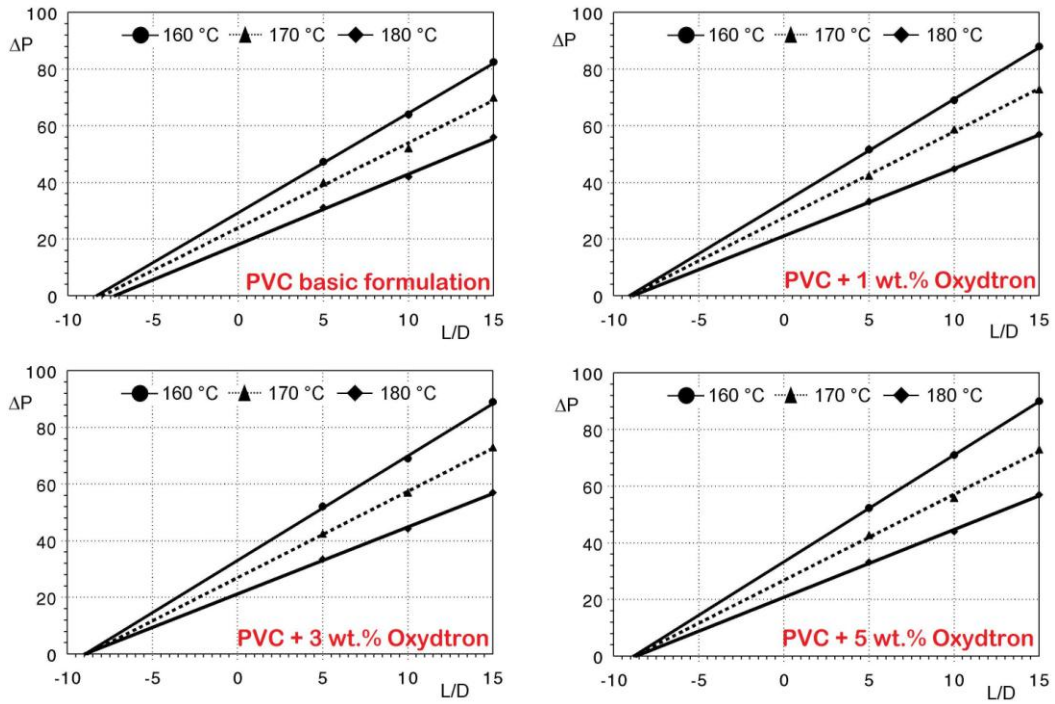 100
ΔP
160 °C 170 °C 180 °C
80
60
40
20
0
PVC basic formulation
-10 -5 0 5 10 15
L/D
100
ΔP
160 °C 170 °C 180 °C
80
60
40
20
0
PVC + 1 wt.% Oxydtron
-10 -5 0 5 10 15
L/D
100
ΔP
160 °C 170 °C 180 °C
80
60
40
20
0
PVC + 3 wt.% Oxydtron
-10 -5 0 5 10 15
L/D
100
ΔP
160 °C 170 °C 180 °C
80
60
40
20
0
PVC + 5 wt.% Oxydtron
-10 -5 0 5 10 15
L/D